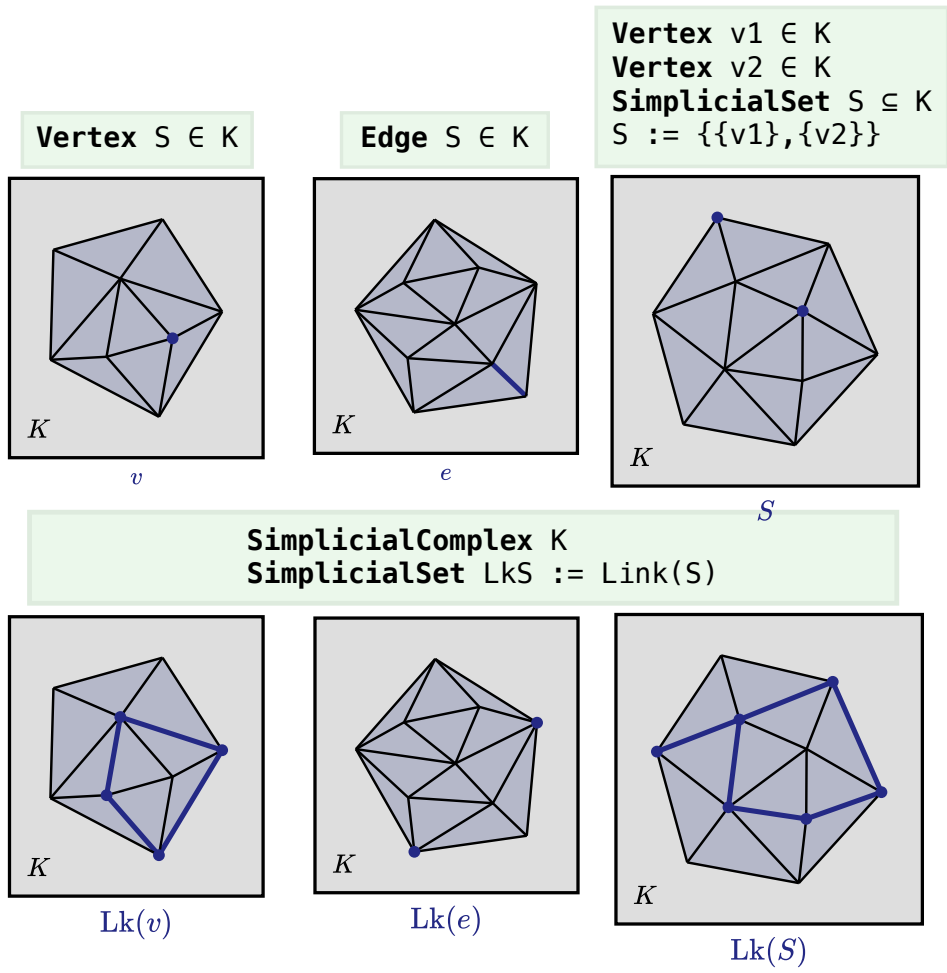 Vertex S ∈ K
Edge S ∈ K
Vertex v1 ∈ K
Vertex v2 ∈ K
SimplicialSet S ⊆ K
S := {{v1},{v2}}
K
v
K
e
K
S
SimplicialComplex K
SimplicialSet LkS := Link(S)
K
Lk(v)
K
Lk(e)
K
Lk(S)